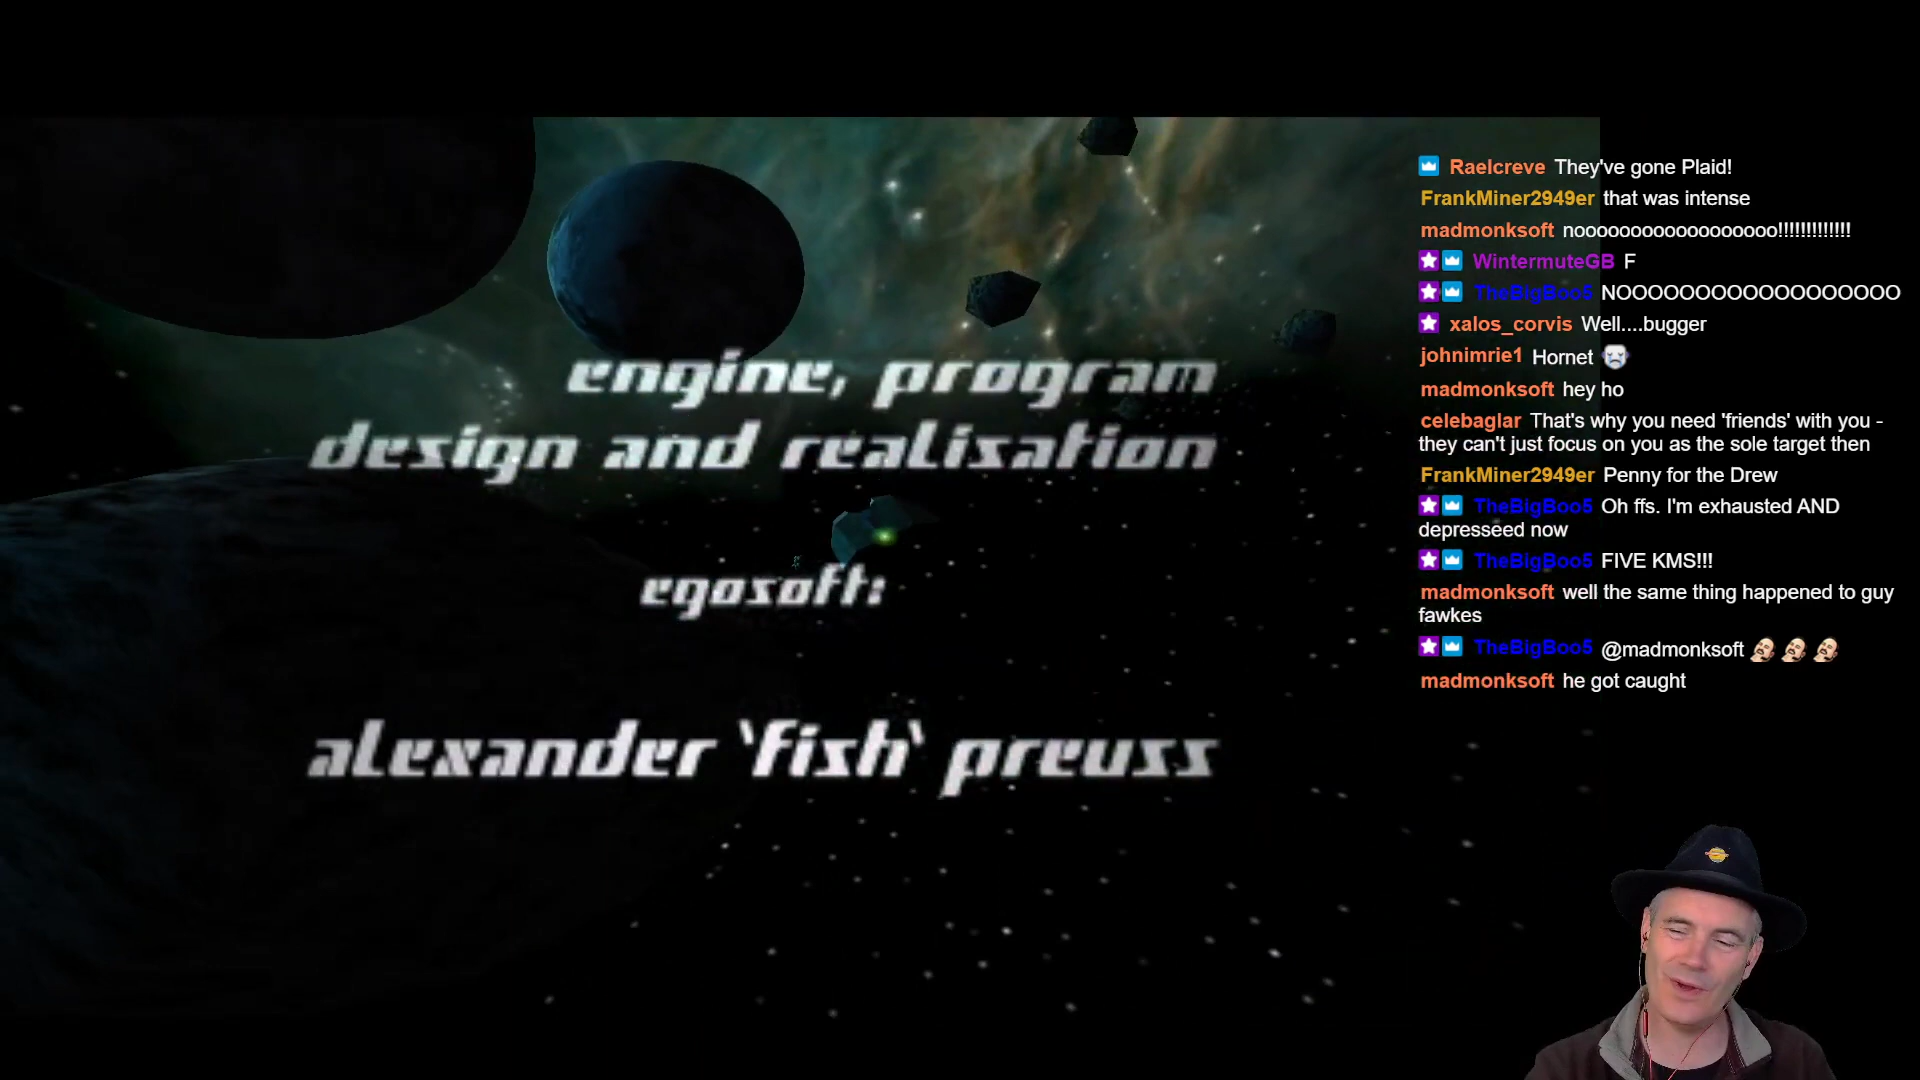 engine, program
design and realisation
egosoft:
alexander 'fish' preuss
Raelcreve They've gone Plaid!
FrankMiner2949er that was intense
madmonksoft noooooooooooooooooo!!!!!!!!!!!!!
WintermuteGB F
TheBigBoo5 NOOOOOOOOOOOOOOOOOO
xalos_corvis Well....bugger
johnimrie1 Hornet
madmonksoft hey ho
celebaglar That's why you need 'friends' with you -
they can't just focus on you as the sole target then
FrankMiner2949er Penny for the Drew
TheBigBoo5 Oh ffs. I'm exhausted AND
depresseed now
TheBigBoo5 FIVE KMS!!!
madmonksoft well the same thing happened to guy
fawkes
TheBigBoo5 @madmonksoft
madmonksoft he got caught